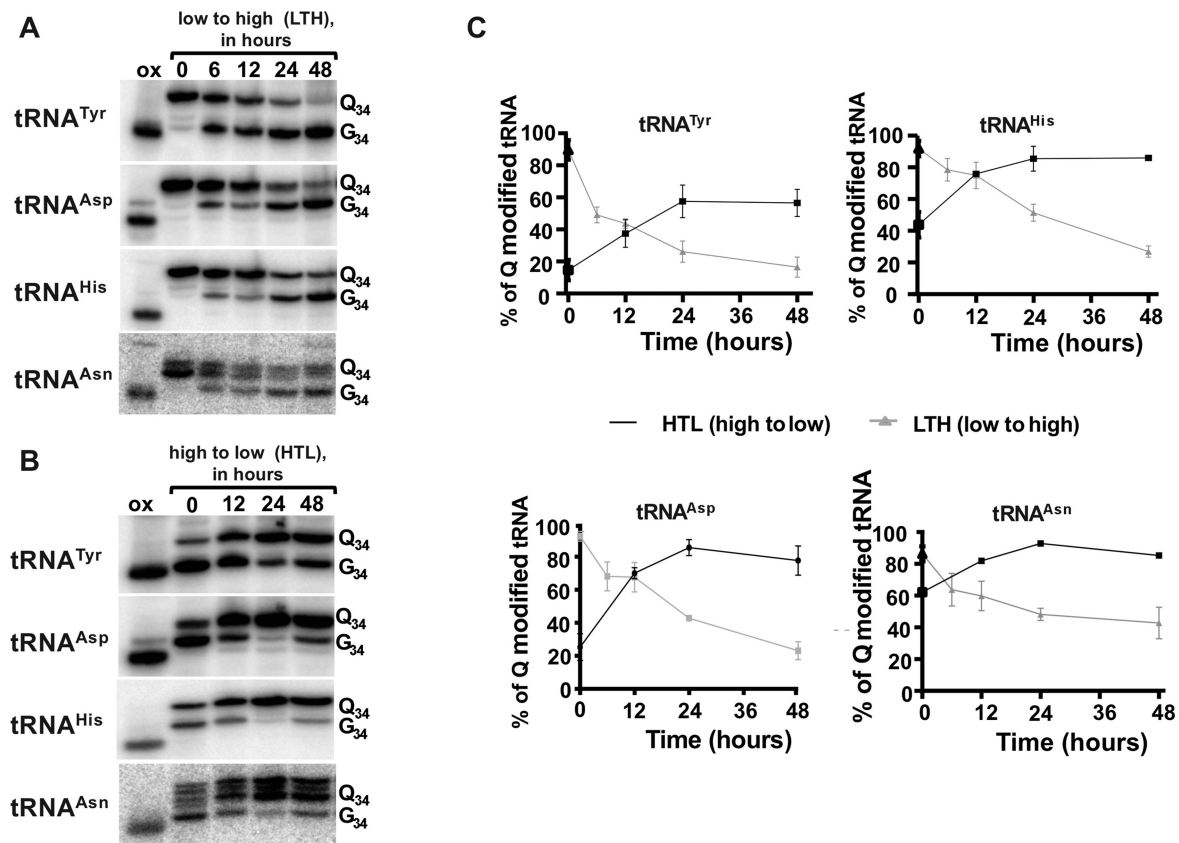 A
low to high (LTH),
in hours
ox 0 6 12 24 48
tRNATyr
Q34
G34
tRNAAsp
Q34
G34
tRNAHis
Q34
G34
tRNAAsn
Q34
G34
B
high to low (HTL),
in hours
ox 0 12 24 48
tRNATyr
Q34
G34
tRNAAsp
Q34
G34
tRNAHis
Q34
G34
tRNAAsn
Q34
G34
C
tRNATyr
% of Q modified tRNA
100
80
60
40
20
0
0 12 24 36 48
Time (hours)
tRNAHis
% of Q modified tRNA
100
80
60
40
20
0
0 12 24 36 48
Time (hours)
HTL (high to low) LTH (low to high)
tRNAAsp
% of Q modified tRNA
100
80
60
40
20
0
0 12 24 36 48
Time (hours)
tRNAAsn
% of Q modified tRNA
100
80
60
40
20
0
0 12 24 36 48
Time (hours)